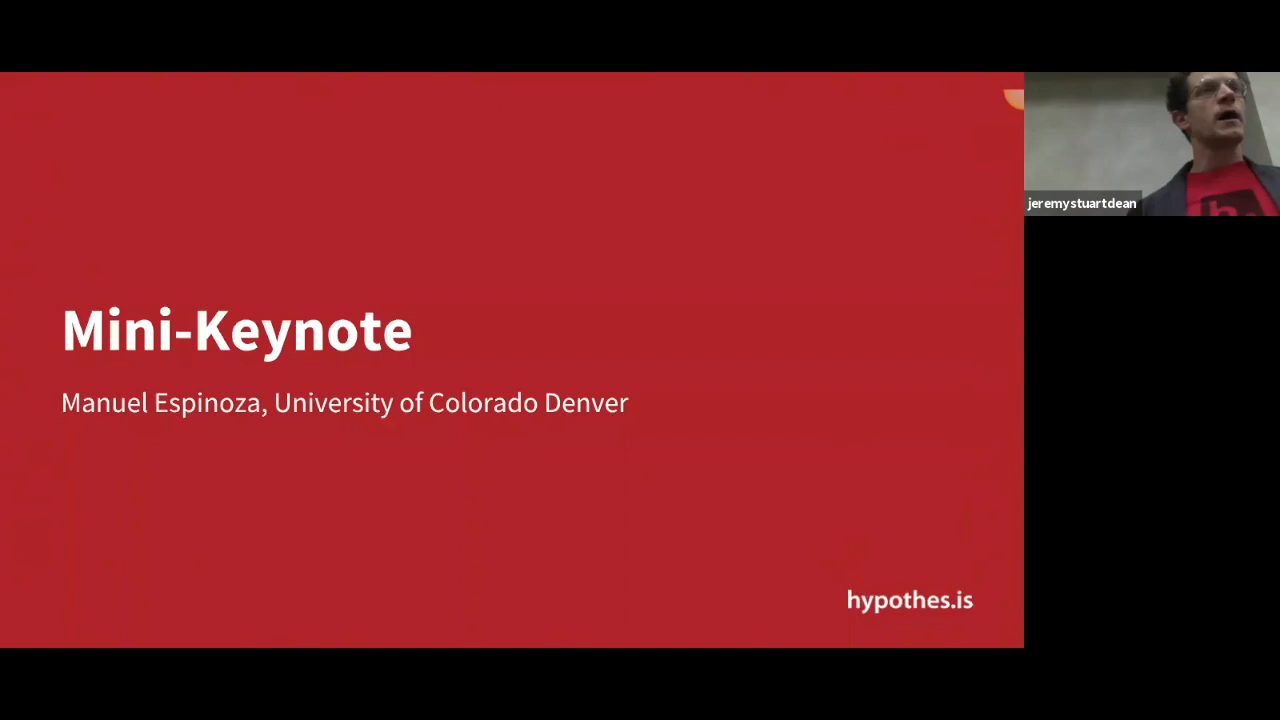 Mini-Keynote
Manuel Espinoza, University of Colorado Denver
hypothes.is
jeremystuartdean